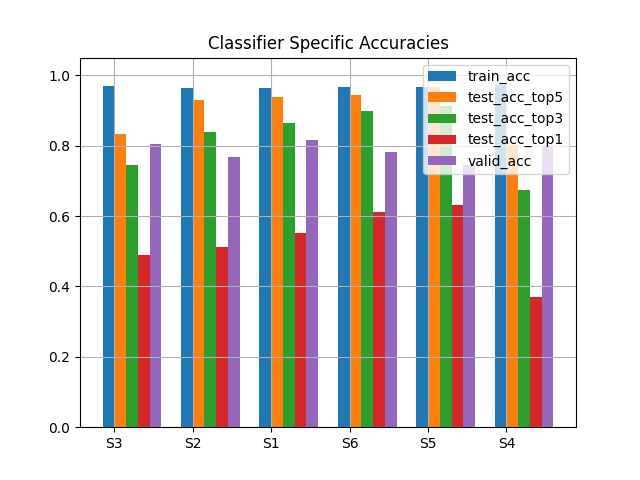 Classifier Specific Accuracies
1.0
0.8
0.6
0.4
0.2
0.0
train_acc
test_acc_top5
test_acc_top3
test_acc_top1
valid_acc
S3 S2 S1 S6 S5 S4